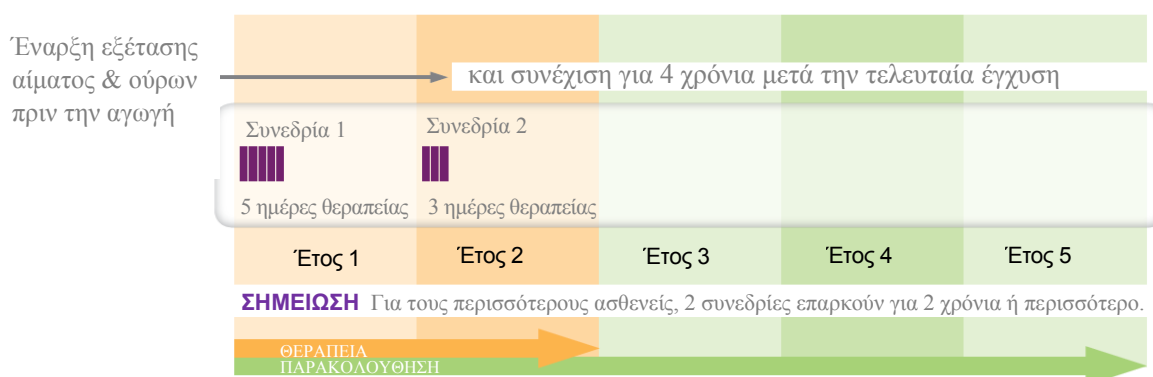 Έναρξη εξέτασης
αίματος & ούρων
πριν την αγωγή
και συνέχιση για 4 χρόνια μετά την τελευταία έγχυση
Συνεδρία 1
Συνεδρία 2
5 ημέρες θεραπείας
3 ημέρες θεραπείας
Έτος 1
Έτος 2
Έτος 3
Έτος 4
Έτος 5
ΣΗΜΕΙΩΣΗ Για τους περισσότερους ασθενείς, 2 συνεδρίες επαρκούν για 2 χρόνια ή περισσότερο.
ΘΕΡΑΠΕΙΑ
ΠΑΡΑΚΟΛΟΥΘΗΣΗ